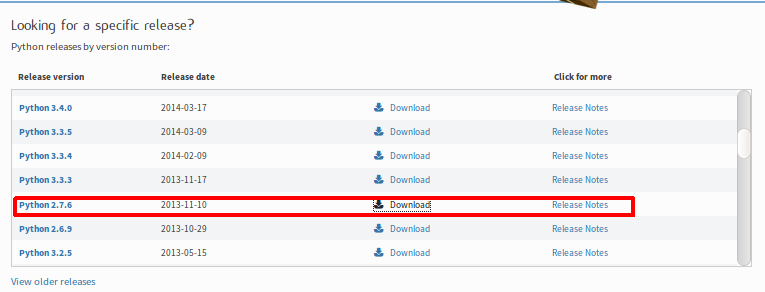 Looking for a specific release?
Python releases by version number:
Release version Release date Click for more
Python 3.4.0 2014-03-17 Download Release Notes
Python 3.3.5 2014-03-09 Download Release Notes
Python 3.3.4 2014-02-09 Download Release Notes
Python 3.3.3 2013-11-17 Download Release Notes
Python 2.7.6 2013-11-10 Download Release Notes
Python 2.6.9 2013-10-29 Download Release Notes
Python 3.2.5 2013-05-15 Download Release Notes
View older releases